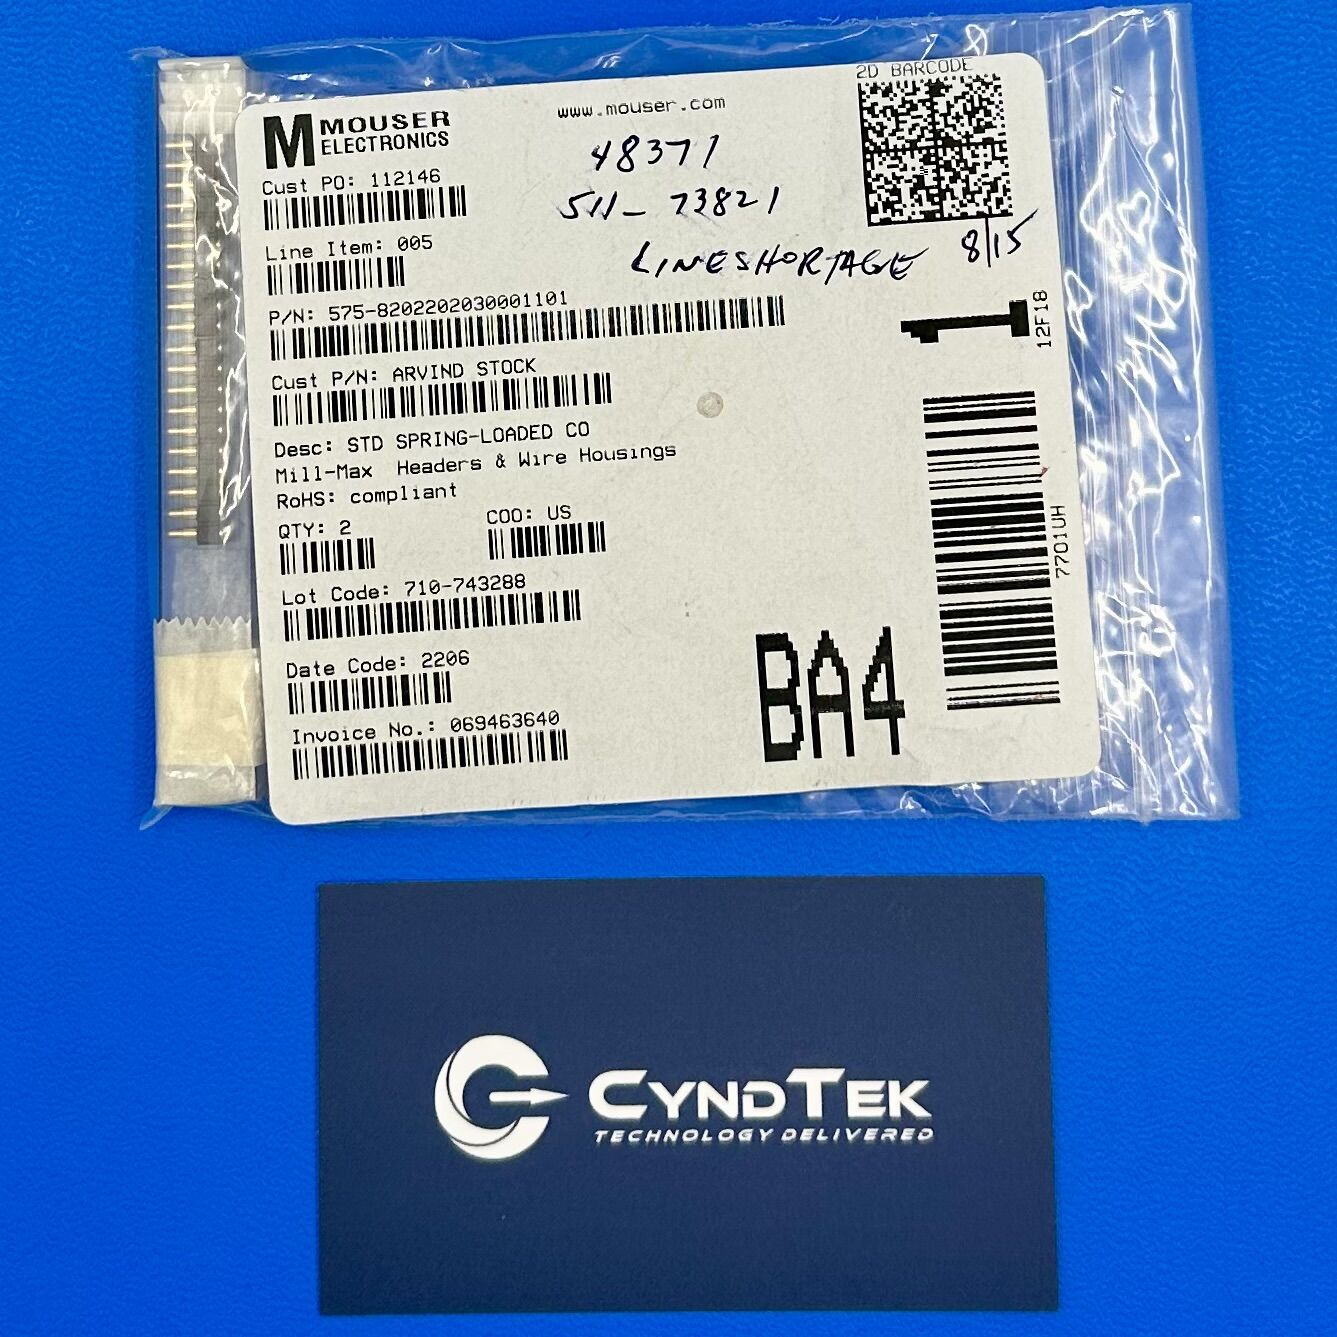 MOUSER
ELECTRONICS
www.mouser.com
2D BARCODE
48371
511-73821
LINESHORTAGE 8/15
Cust PO: 112146
Line Item: 005
P/N: 575-8202202030001101
Cust P/N: ARVIND STOCK
Desc: STD SPRING-LOADED CO
Mill-Max Headers & Wire Housings
RoHS: compliant
QTY: 2 COO: US
Lot Code: 710-743288
Date Code: 2206
Invoice No.: 069463640
12F18
7701UH
BA4
CYNDTEK
TECHNOLOGY DELIVERED